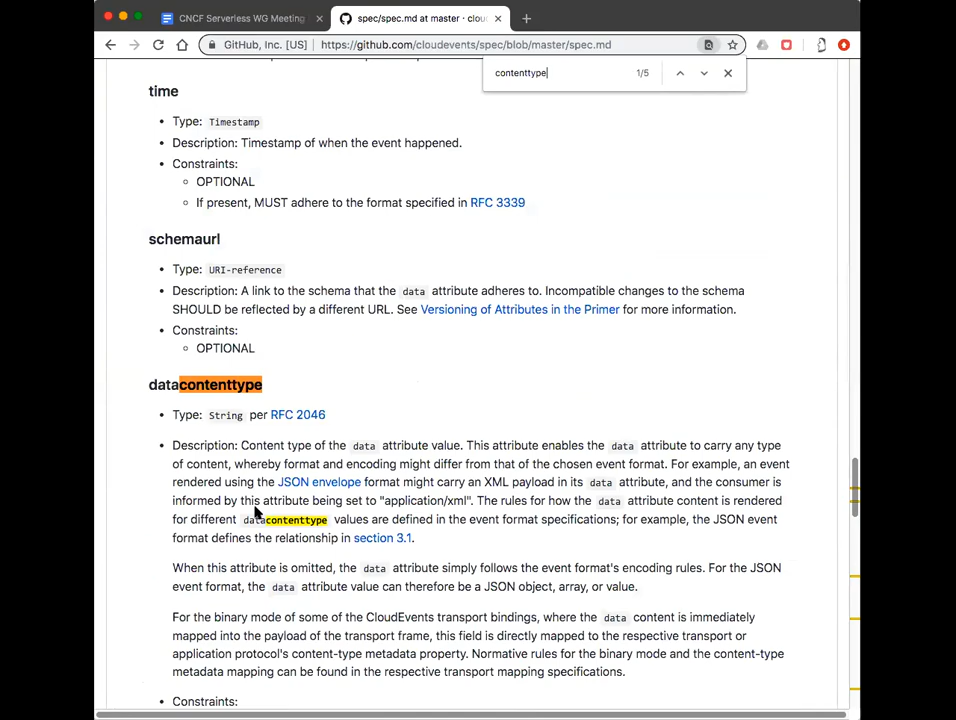 CNCF Serverless WG Meeting
spec/spec.md at master · clou
GitHub, Inc. [US] https://github.com/cloudevents/spec/blob/master/spec.md
contenttype 1/5
time
• Type: Timestamp
• Description: Timestamp of when the event happened.
• Constraints:
OPTIONAL
If present, MUST adhere to the format specified in RFC 3339
schemaurl
• Type: URI-reference
• Description: A link to the schema that the data attribute adheres to. Incompatible changes to the schema
SHOULD be reflected by a different URL. See Versioning of Attributes in the Primer for more information.
• Constraints:
OPTIONAL
datacontenttype
• Type: String per RFC 2046
• Description: Content type of the data attribute value. This attribute enables the data attribute to carry any type
of content, whereby format and encoding might differ from that of the chosen event format. For example, an event
rendered using the JSON envelope format might carry an XML payload in its data attribute, and the consumer is
informed by this attribute being set to "application/xml". The rules for how the data attribute content is rendered
for different datacontenttype values are defined in the event format specifications; for example, the JSON event
format defines the relationship in section 3.1.
When this attribute is omitted, the data attribute simply follows the event format's encoding rules. For the JSON
event format, the data attribute value can therefore be a JSON object, array, or value.
For the binary mode of some of the CloudEvents transport bindings, where the data content is immediately
mapped into the payload of the transport frame, this field is directly mapped to the respective transport or
application protocol's content-type metadata property. Normative rules for the binary mode and the content-type
metadata mapping can be found in the respective transport mapping specifications.
• Constraints: